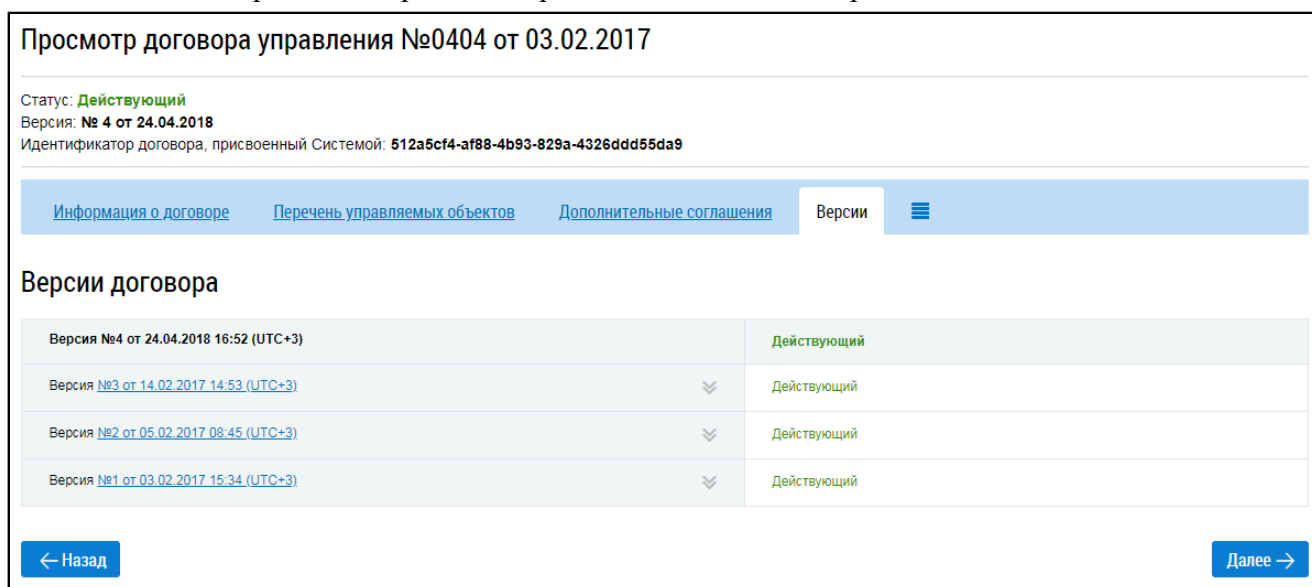 Просмотр договора управления №0404 от 03.02.2017
Статус: Действующий
Версия: № 4 от 24.04.2018
Идентификатор договора, присвоенный Системой: 512a5cf4-af88-4b93-829a-4326ddd55da9
Информация о договоре Перечень управляемых объектов Дополнительные соглашения Версии
Версии договора
Версия №4 от 24.04.2018 16:52 (UTC+3) Действующий
Версия №3 от 14.02.2017 14:53 (UTC+3) Действующий
Версия №2 от 05.02.2017 08:45 (UTC+3) Действующий
Версия №1 от 03.02.2017 15:34 (UTC+3) Действующий
← Назад Далее →